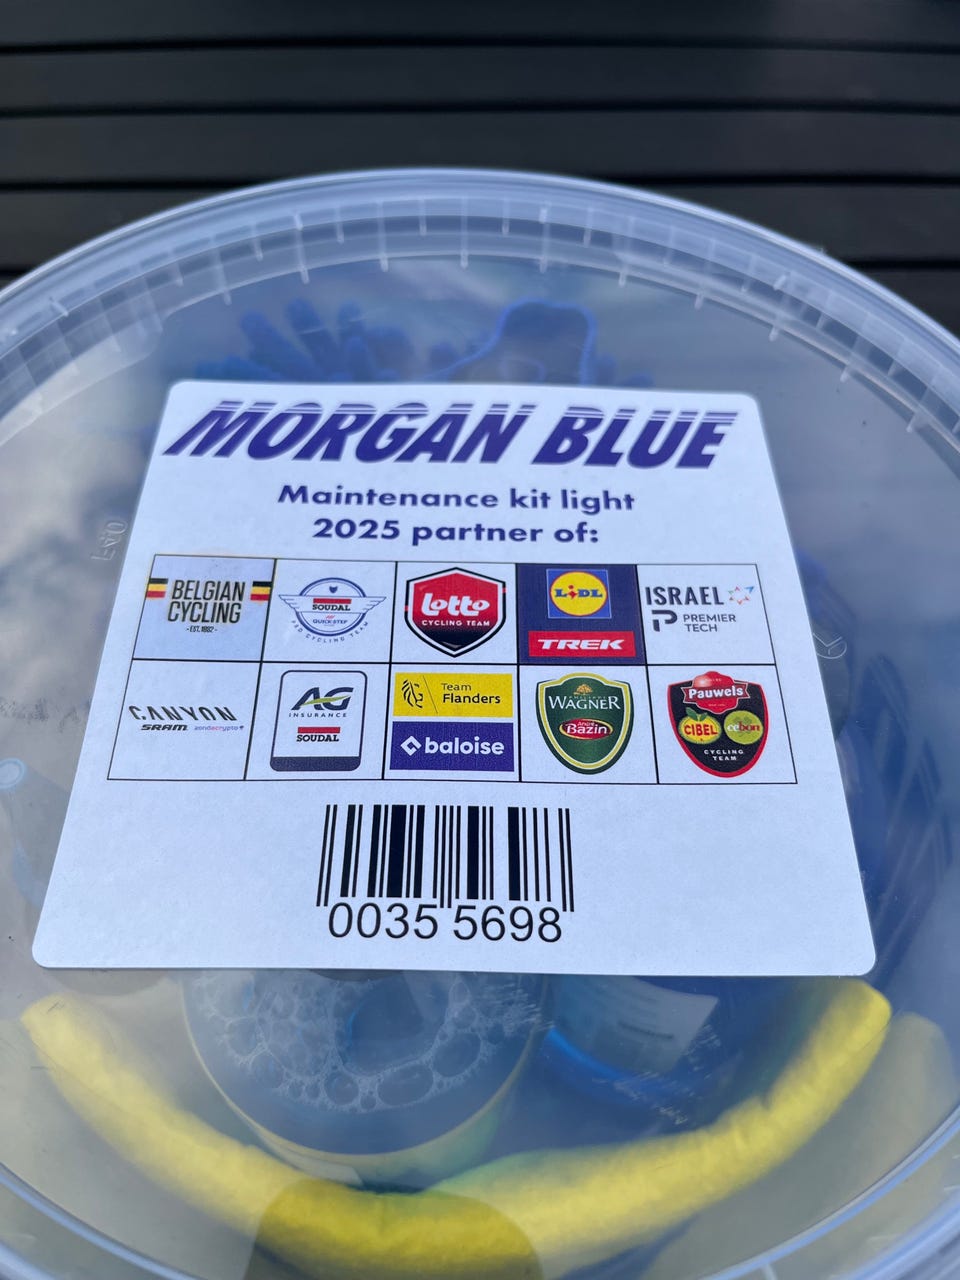 MORGAN BLUE
Maintenance kit light
2025 partner of:
BELGIAN
CYCLING
-EST.1882-
SOUDAL
QUICK-STEP
PRO CYCLING TEAM
lotto
CYCLING TEAM
LIDL
TREK
ISRAEL
PREMIER
TECH
CANYON
SRAM zondacrypto
AG
INSURANCE
SOUDAL
Team
Flanders
baloise
WAGNER
André
Bazin
Pauwels
CIBEL
cebon
CYCLING
TEAM
0035 5698